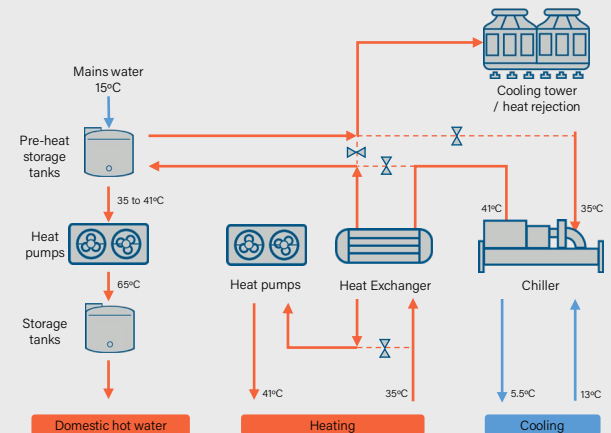 Mains water
15ºC
Cooling tower
/ heat rejection
Pre-heat
storage
tanks
35 to 41ºC
41ºC
35ºC
Heat
pumps
Heat pumps
Heat Exchanger
Chiller
65ºC
Storage
tanks
41ºC
35ºC
5.5ºC
13ºC
Domestic hot water
Heating
Cooling